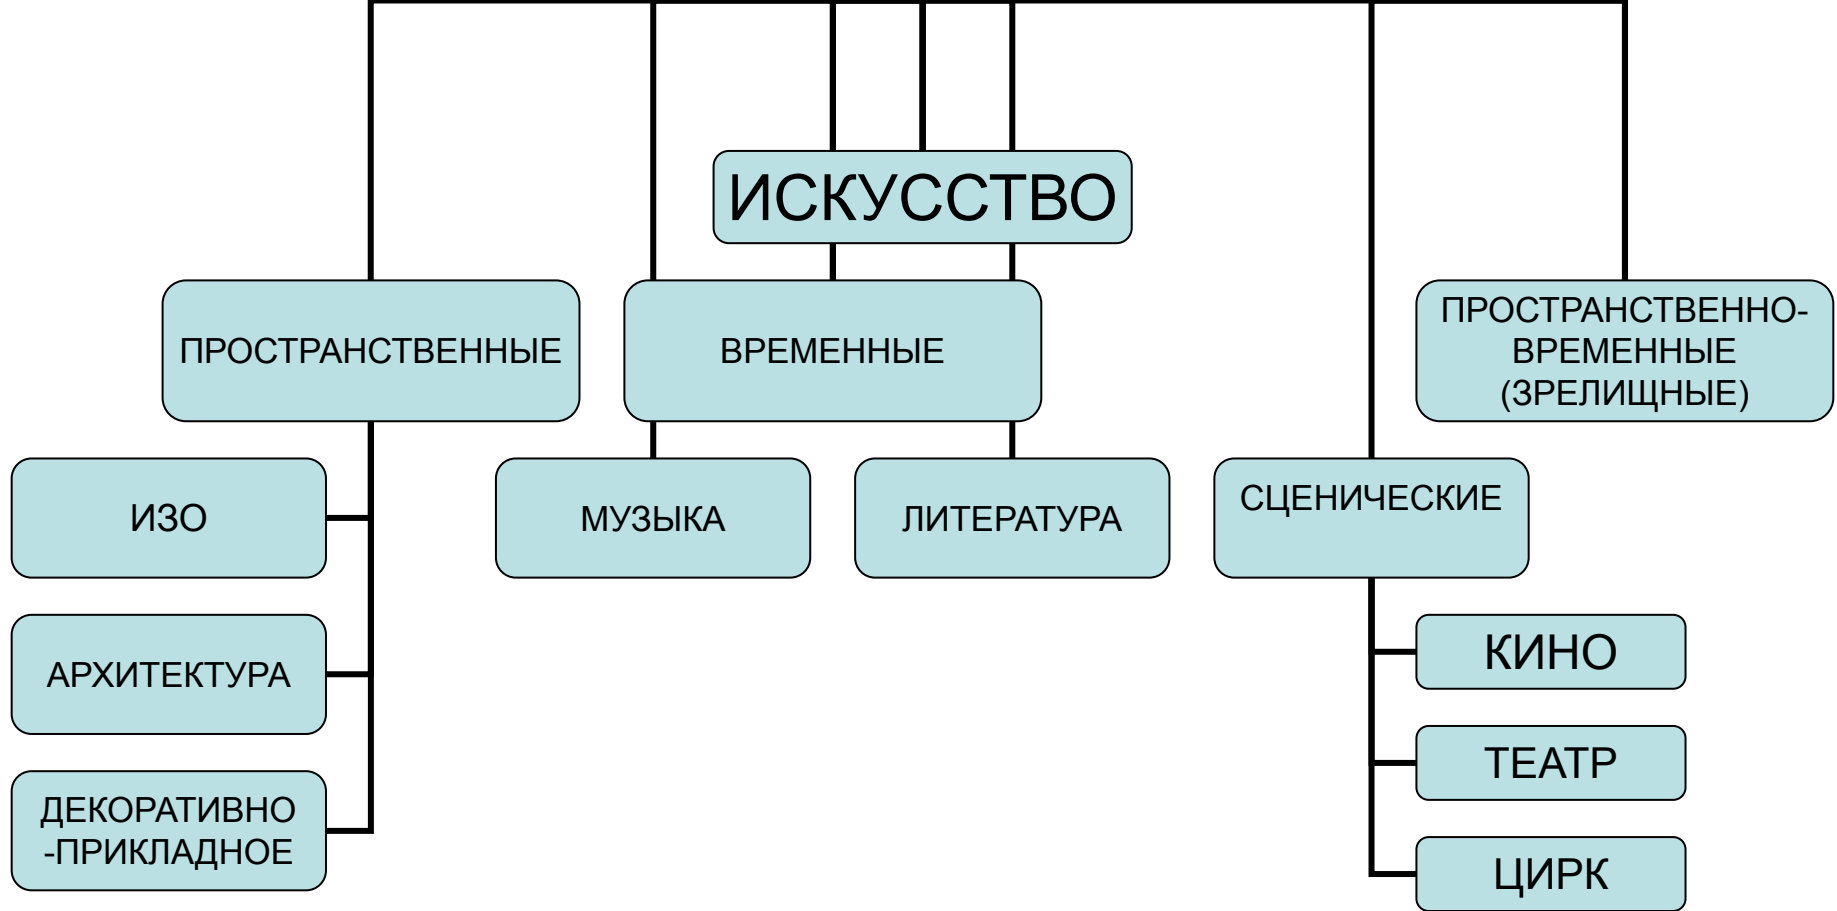 ИСКУССТВО
ПРОСТРАНСТВЕННЫЕ
ВРЕМЕННЫЕ
ПРОСТРАНСТВЕННО-
ВРЕМЕННЫЕ
(ЗРЕЛИЩНЫЕ)
ИЗО
МУЗЫКА
ЛИТЕРАТУРА
СЦЕНИЧЕСКИЕ
АРХИТЕКТУРА
КИНО
ТЕАТР
ДЕКОРАТИВНО
-ПРИКЛАДНОЕ
ЦИРК